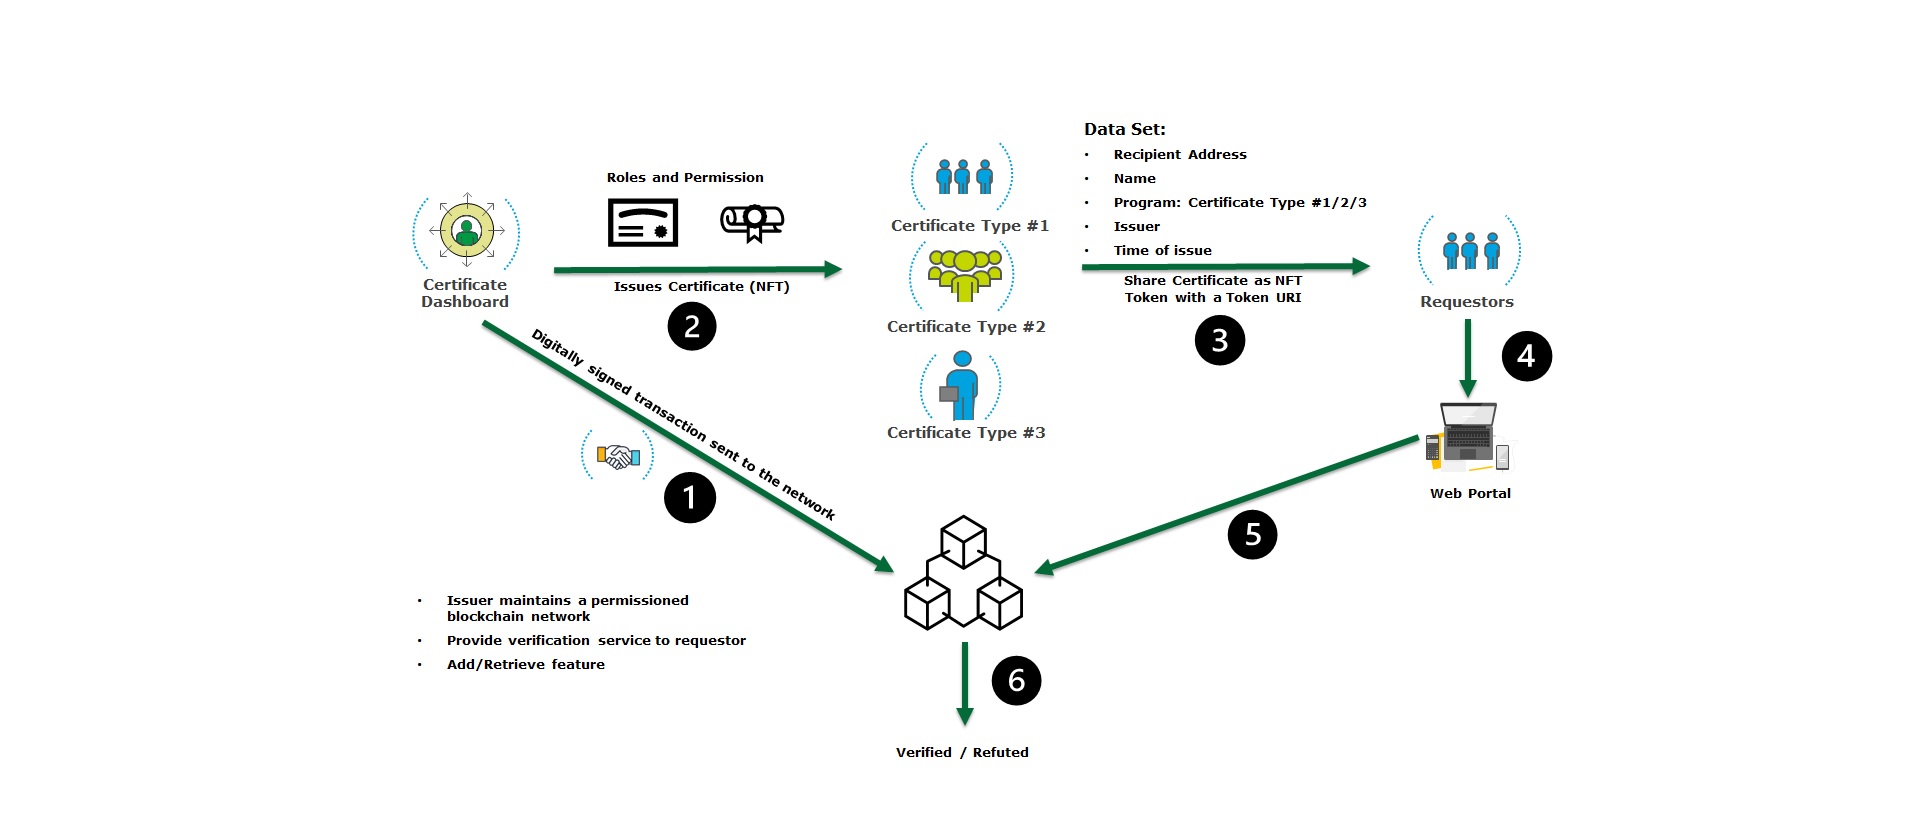 Data Set:
• Recipient Address
• Name
• Program: Certificate Type #1/2/3
• Issuer
• Time of issue
Roles and Permission
Certificate
Dashboard
Issues Certificate (NFT)
2
Certificate Type #1
Certificate Type #2
Certificate Type #3
Share Certificate as NFT
Token with a Token URI
3
Requestors
4
Web Portal
Digitally signed transaction sent to the network
1
5
• Issuer maintains a permissioned
blockchain network
• Provide verification service to requestor
• Add/Retrieve feature
6
Verified / Refuted